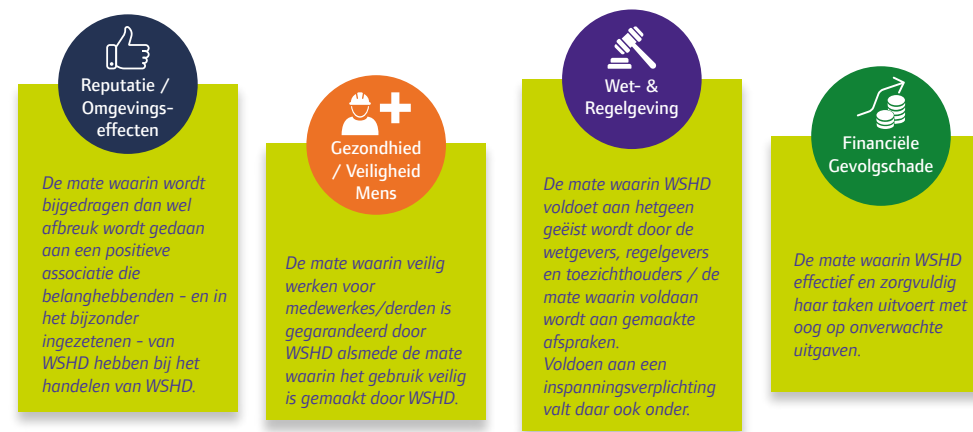 Reputatie /
Omgevings-
effecten
De mate waarin wordt
bijgedragen dan wel
afbreuk wordt gedaan
aan een positieve
associatie die
belanghebbenden - en in
het bijzonder
ingezetenen - van
WSHD hebben bij het
handelen van WSHD.
Gezondhied
/ Veiligheid
Mens
De mate waarin veilig
werken voor
medewerkes/derden is
gegarandeerd door
WSHD alsmede de mate
waarin het gebruik veilig
is gemaakt door WSHD.
Wet- &
Regelgeving
De mate waarin WSHD
voldoet aan hetgeen
geëist wordt door de
wetgevers, regelgevers
en toezichthouders / de
mate waarin voldaan
wordt aan gemaakte
afspraken.
Voldoen aan een
inspanningsverplichting
valt daar ook onder.
Financiële
Gevolgschade
De mate waarin WSHD
effectief en zorgvuldig
haar taken uitvoert met
oog op onverwachte
uitgaven.